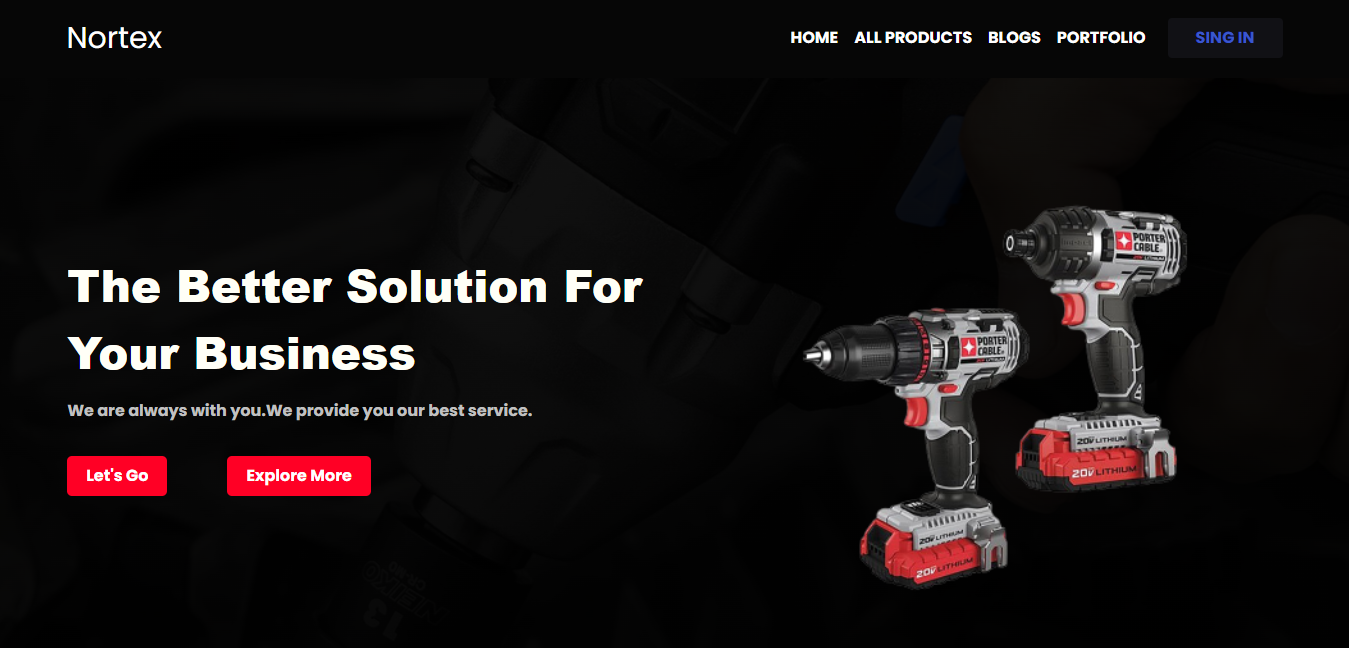 Nortex
HOME ALL PRODUCTS BLOGS PORTFOLIO SING IN
The Better Solution For
Your Business
We are always with you.We provide you our best service.
Let's Go Explore More
PORTER
CABLE
20V LITHIUM
20V LITHIUM
PORTER
CABLE
20V LITHIUM
20V LITHIUM
13